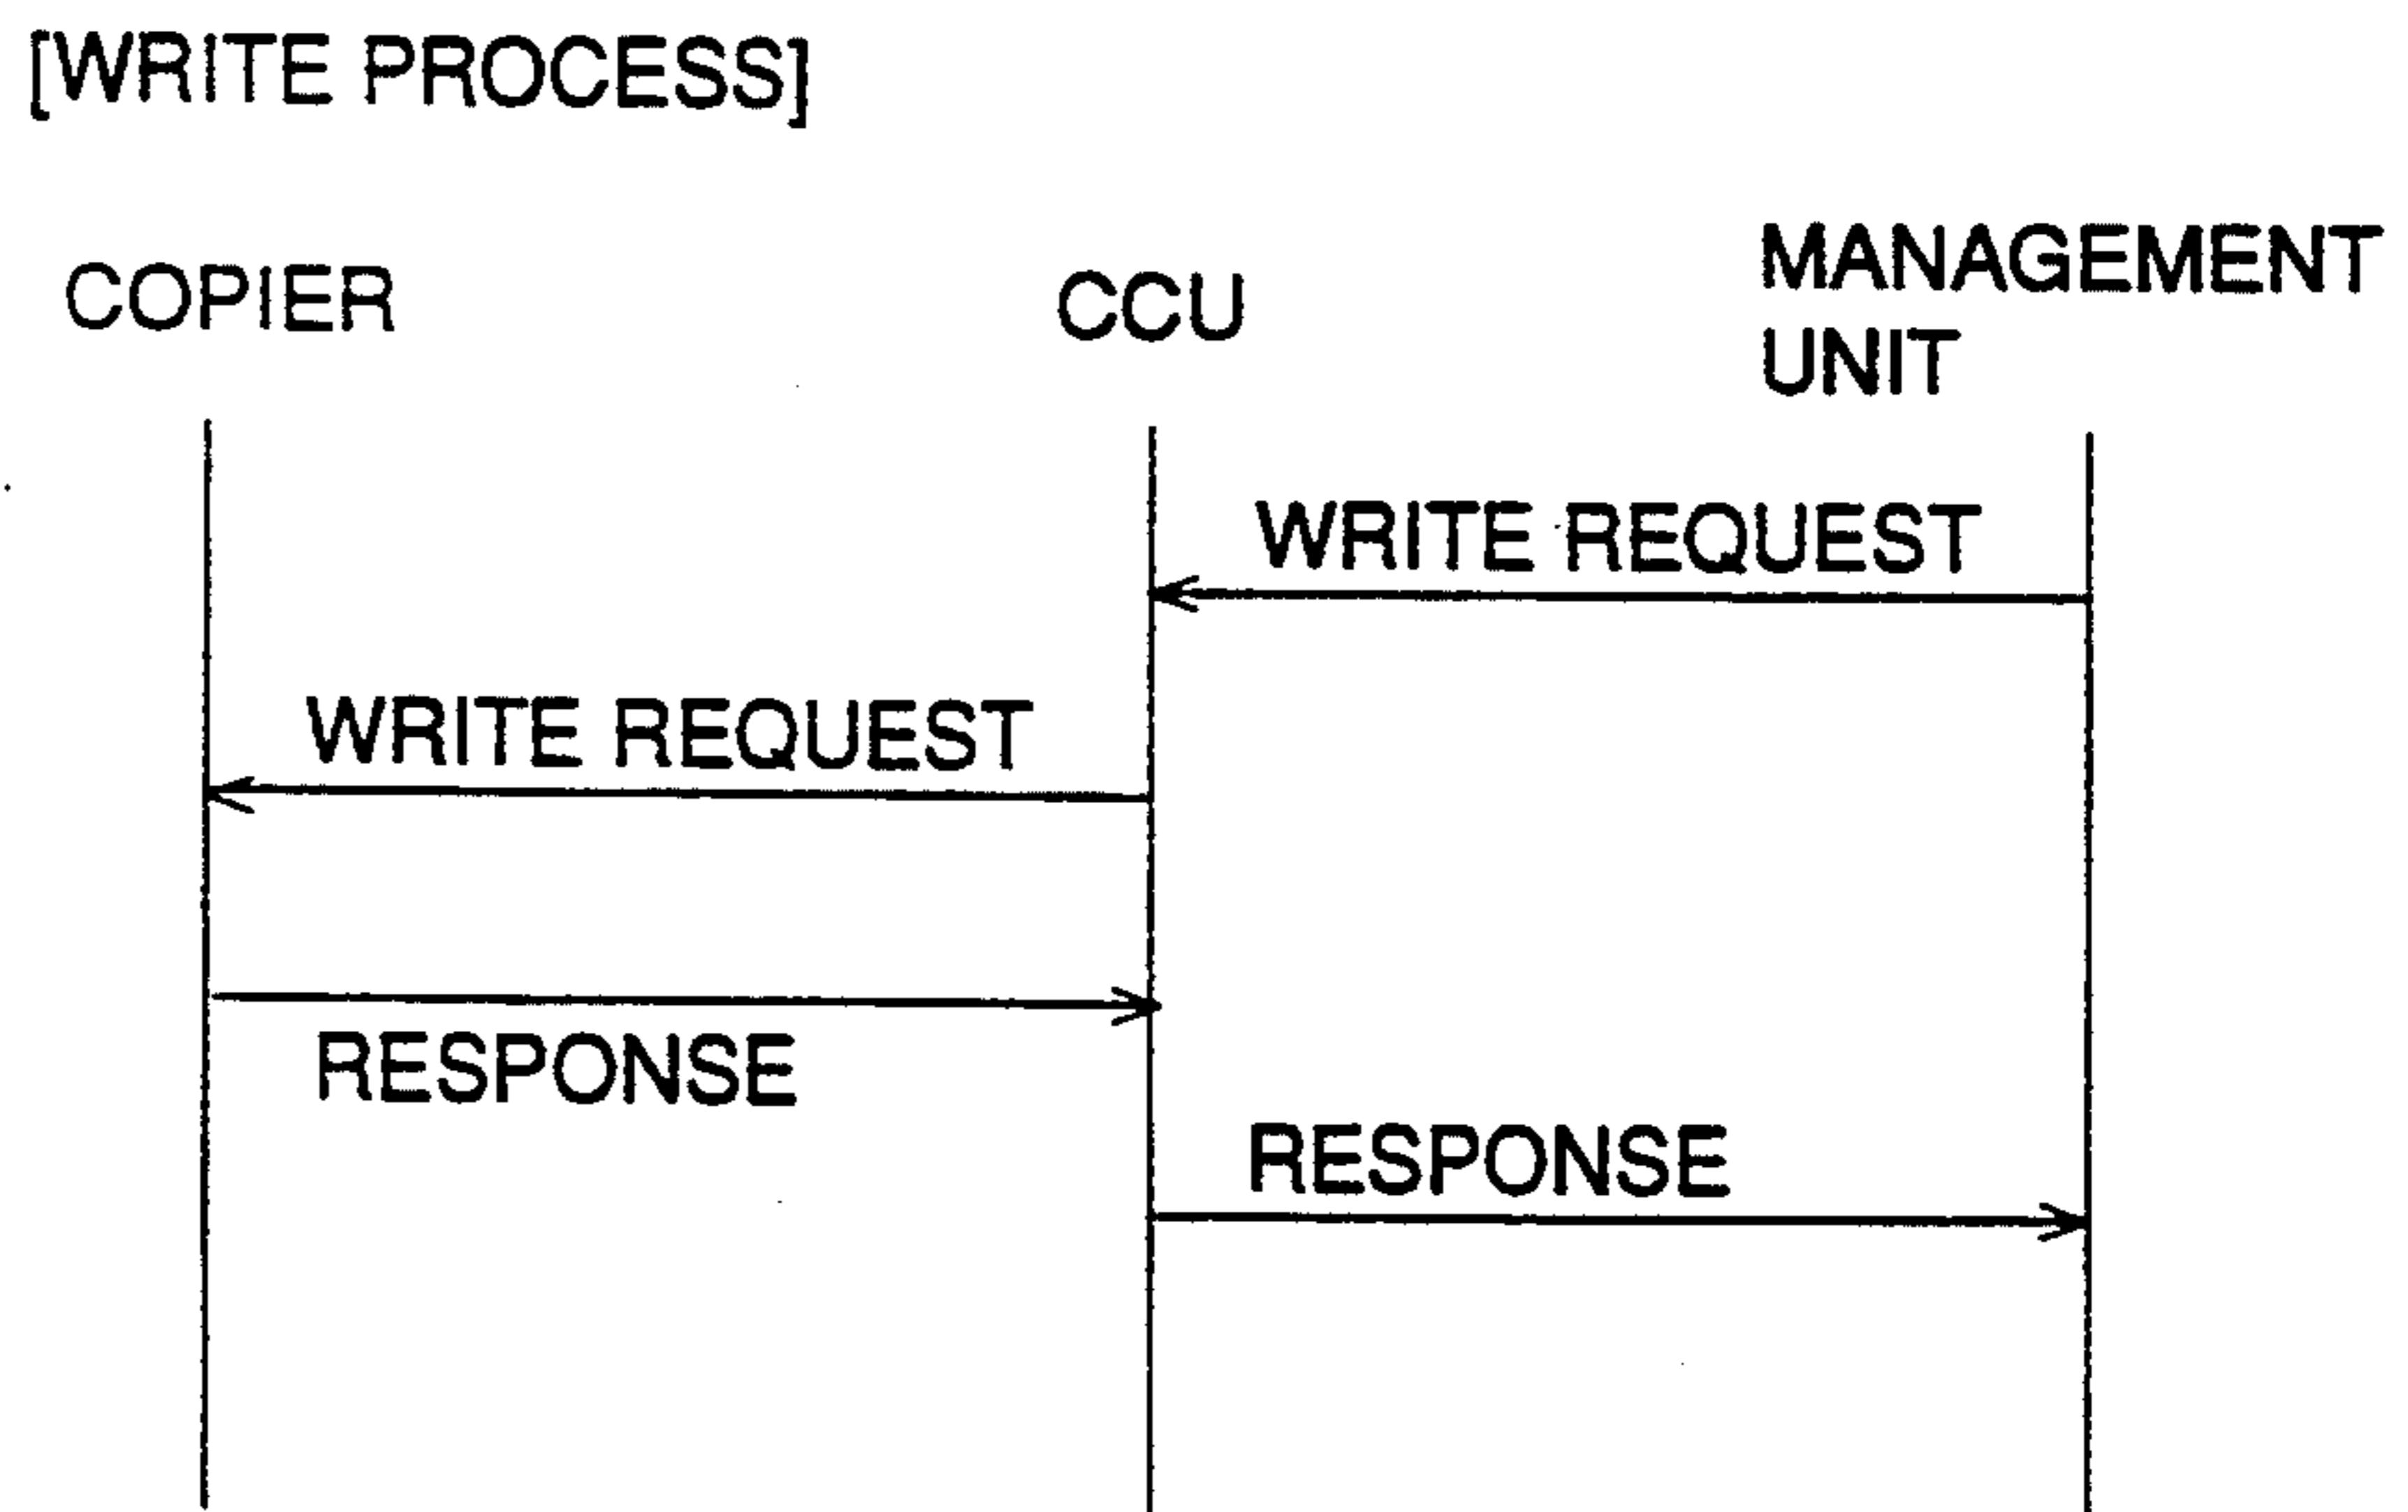 [WRITE PROCESS]
COPIER
CCU
MANAGEMENT
UNIT
WRITE REQUEST
WRITE REQUEST
RESPONSE
RESPONSE